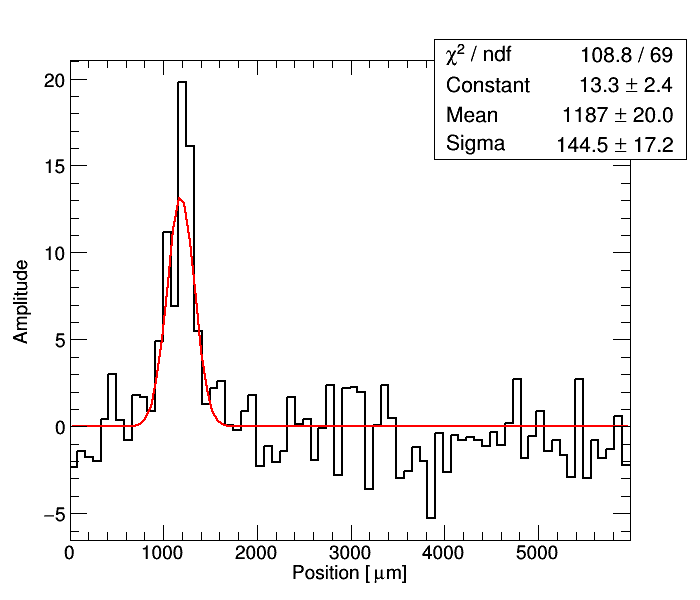 χ² / ndf 108.8 / 69
Constant 13.3 ± 2.4
Mean 1187 ± 20.0
Sigma 144.5 ± 17.2
20
15
10
5
0
−5
Amplitude
0 1000 2000 3000 4000 5000
Position [ μm]